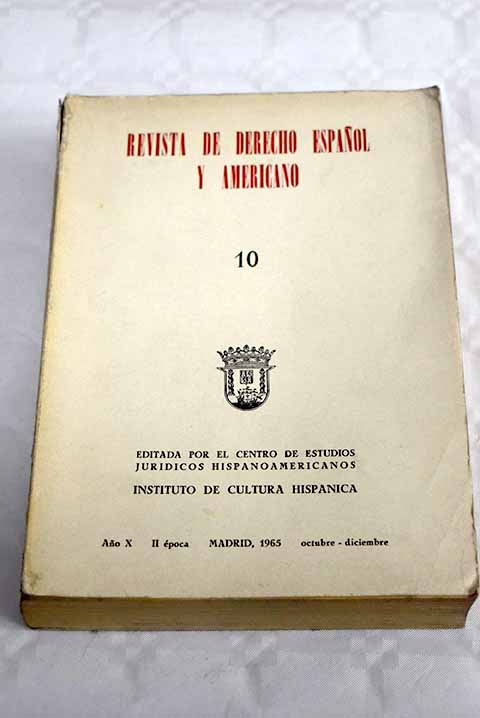 REVISTA DE DERECHO ESPAÑOL
Y AMERICANO
10
EDITADA POR EL CENTRO DE ESTUDIOS
JURIDICOS HISPANOAMERICANOS
INSTITUTO DE CULTURA HISPANICA
Año X II época MADRID, 1965 octubre - diciembre